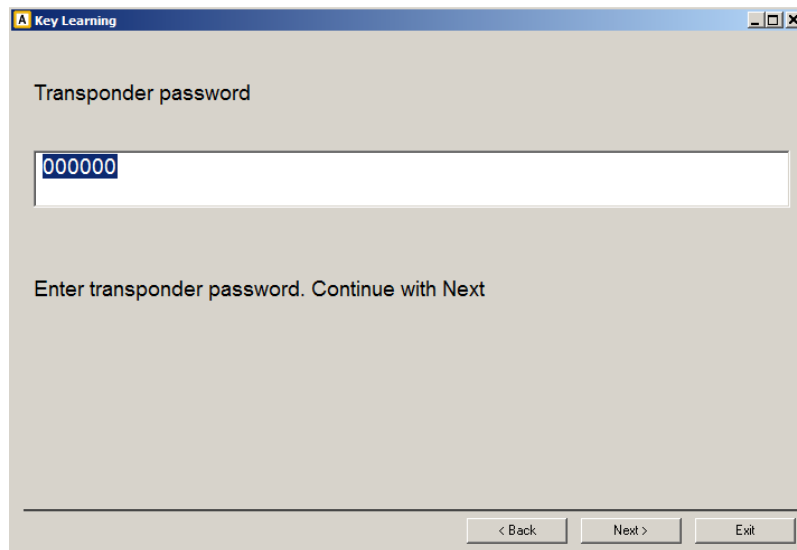 A Key Learning
Transponder password
000000
Enter transponder password. Continue with Next
< Back Next > Exit